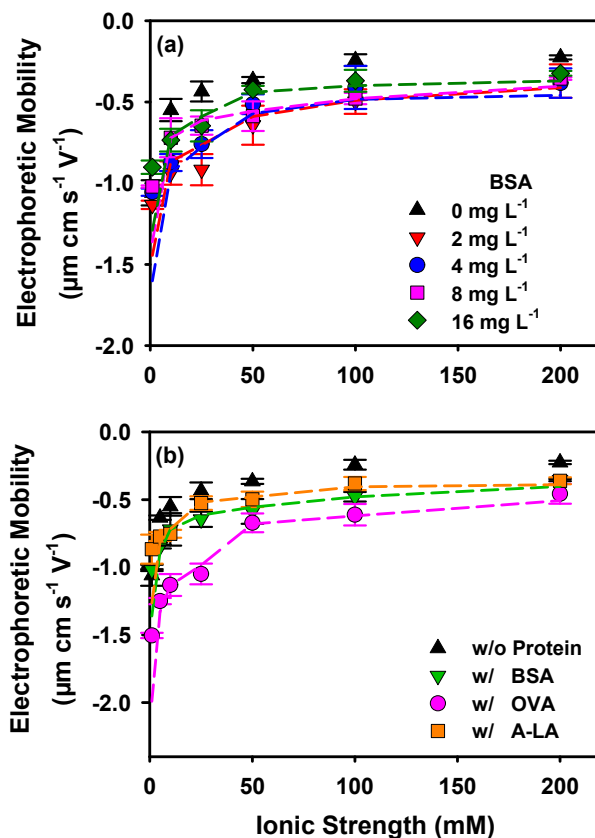 0.0
(a)
-0.5
-1.0
-1.5
-2.0
Electrophoretic Mobility
(µm cm s⁻¹ V⁻¹)
BSA
0 mg L⁻¹
2 mg L⁻¹
4 mg L⁻¹
8 mg L⁻¹
16 mg L⁻¹
0 50 100 150 200
0.0
(b)
-0.5
-1.0
-1.5
-2.0
Electrophoretic Mobility
(µm cm s⁻¹ V⁻¹)
w/o Protein
w/ BSA
w/ OVA
w/ A-LA
0 50 100 150 200
Ionic Strength (mM)